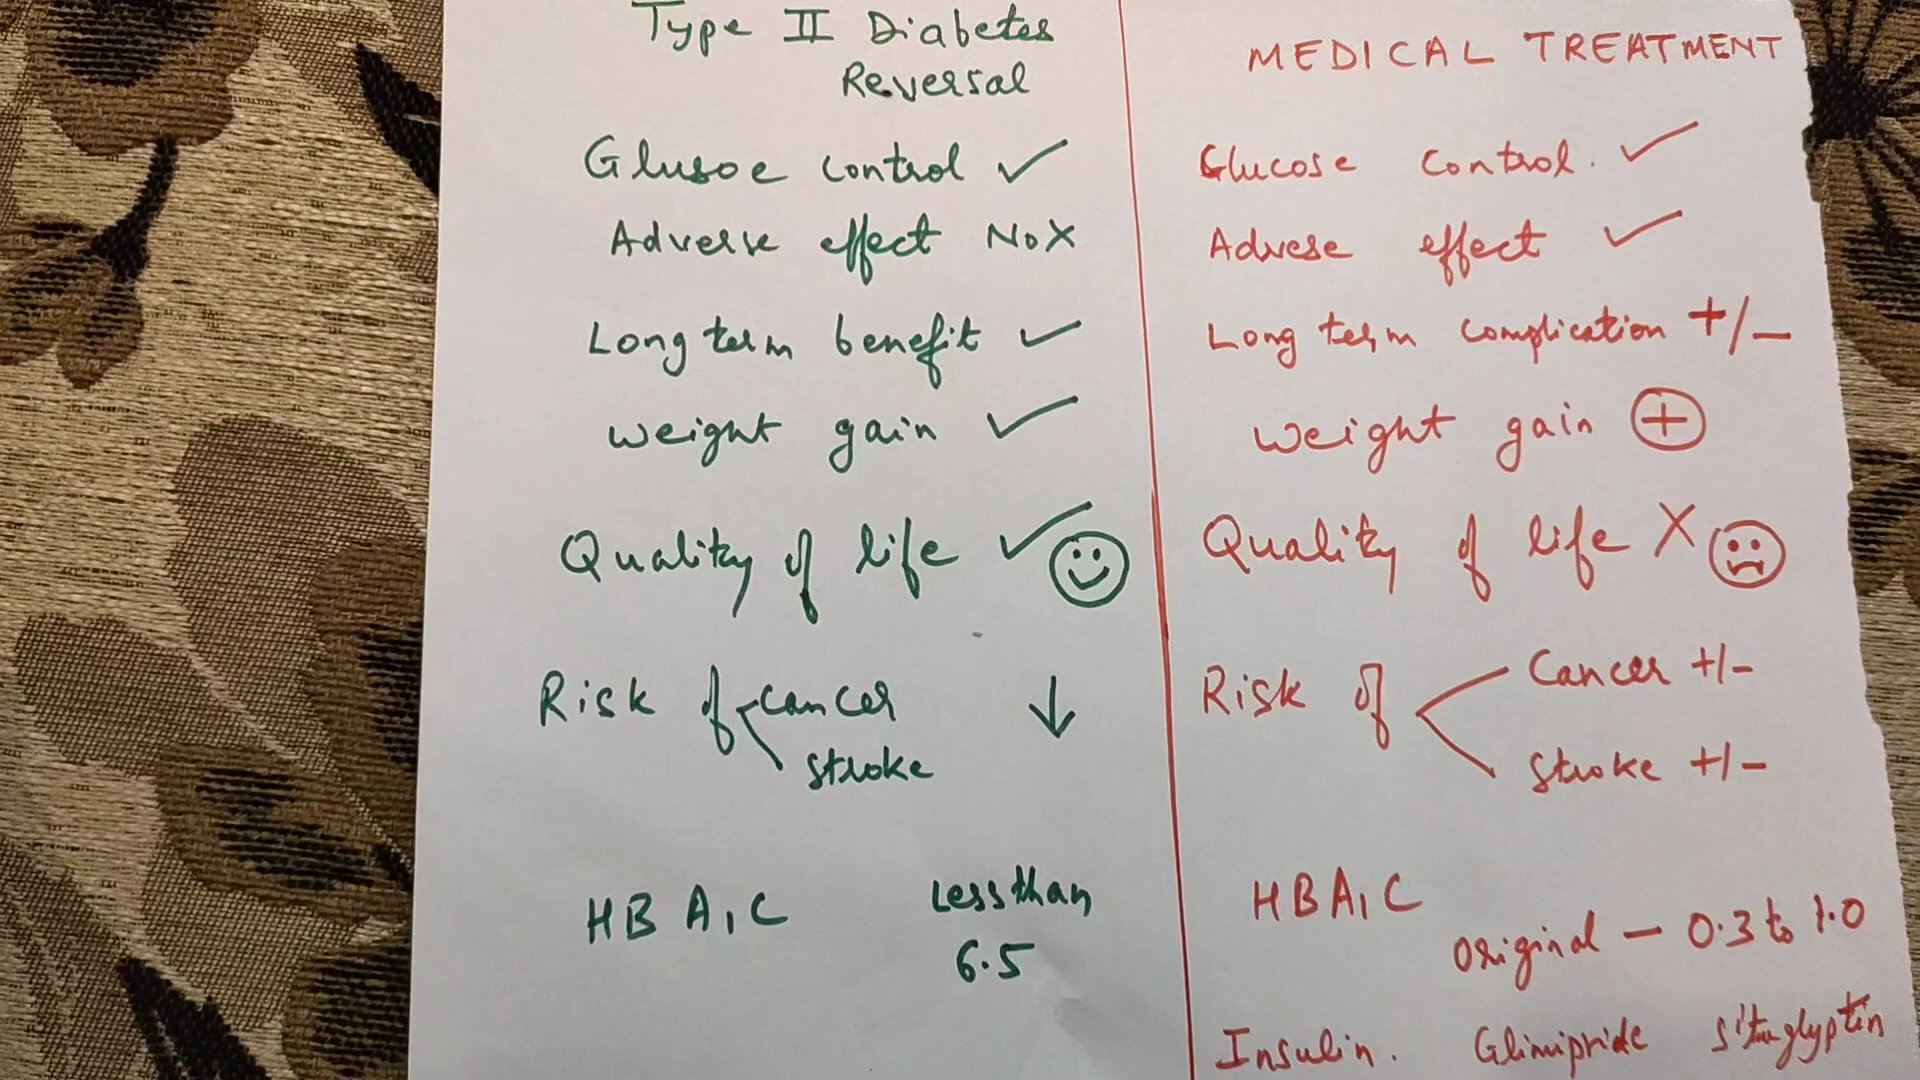 Type II Diabetes
Reversal
Glusoe control ✓
Adverse effect No X
Long term benefit ✓
weight gain ✓
Quality of life ✓
Risk of cancer ↓
stroke
HB A1C Less than
6.5
MEDICAL TREATMENT
Glucose control. ✓
Advese effect ✓
Long term complication +/-
weight gain +
Quality of life X
Risk of Cancer +/-
Stroke +/-
HBA1C
Original - 0.3 to 1.0
Insulin. Glimipride sitaglyptin